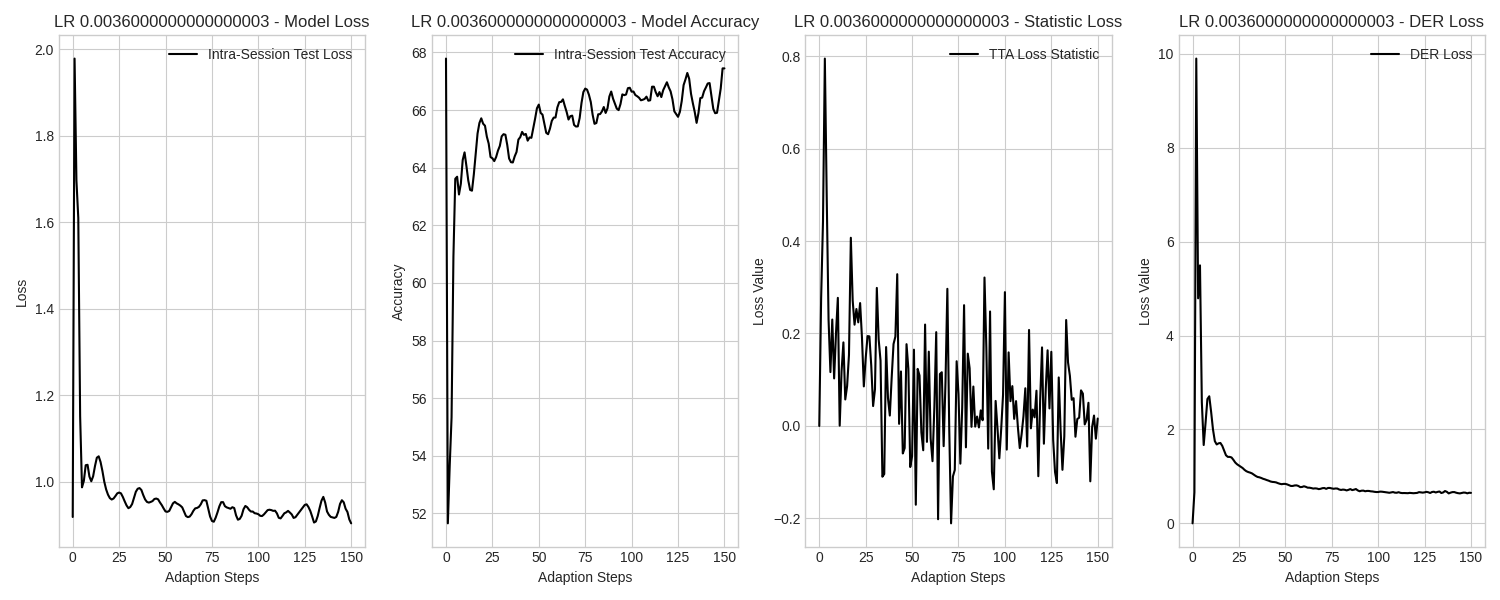 LR 0.0036000000000000003 - Model Loss
Intra-Session Test Loss
Loss
2.0
1.8
1.6
1.4
1.2
1.0
0 25 50 75 100 125 150
Adaption Steps
LR 0.0036000000000000003 - Model Accuracy
Intra-Session Test Accuracy
Accuracy
68
66
64
62
60
58
56
54
52
0 25 50 75 100 125 150
Adaption Steps
LR 0.0036000000000000003 - Statistic Loss
TTA Loss Statistic
Loss Value
0.8
0.6
0.4
0.2
0.0
−0.2
0 25 50 75 100 125 150
Adaption Steps
LR 0.0036000000000000003 - DER Loss
DER Loss
Loss Value
10
8
6
4
2
0
0 25 50 75 100 125 150
Adaption Steps